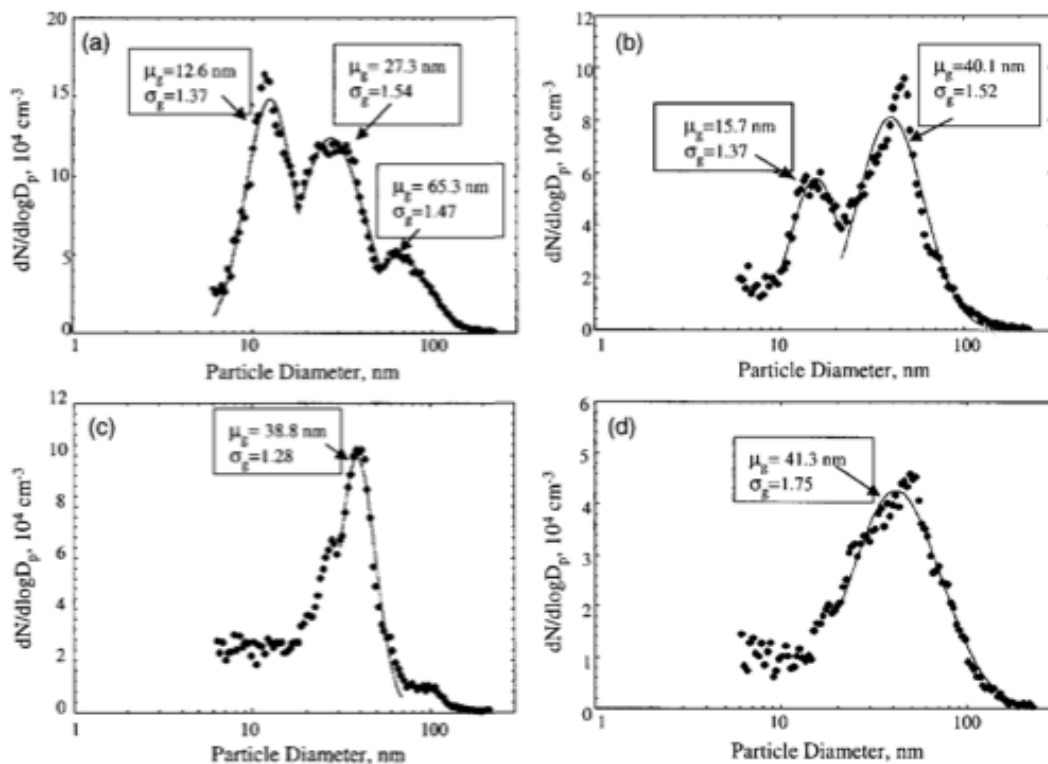 (a)
20
15
10
5
0
dN/dlogDp, 10⁴ cm⁻³
μg=12.6 nm
σg=1.37
μg= 27.3 nm
σg=1.54
μg= 65.3 nm
σg=1.47
1 10 100
Particle Diameter, nm
(b)
10
8
6
4
2
0
dN/dlogDp, 10⁴ cm⁻³
μg=15.7 nm
σg=1.37
μg=40.1 nm
σg=1.52
1 10 100
Particle Diameter, nm
(c)
12
10
8
6
4
2
0
dN/dlogDp, 10⁴ cm⁻³
μg= 38.8 nm
σg=1.28
1 10 100
Particle Diameter, nm
(d)
6
5
4
3
2
1
0
dN/dlogDp, 10⁴ cm⁻³
μg= 41.3 nm
σg=1.75
1 10 100
Particle Diameter, nm